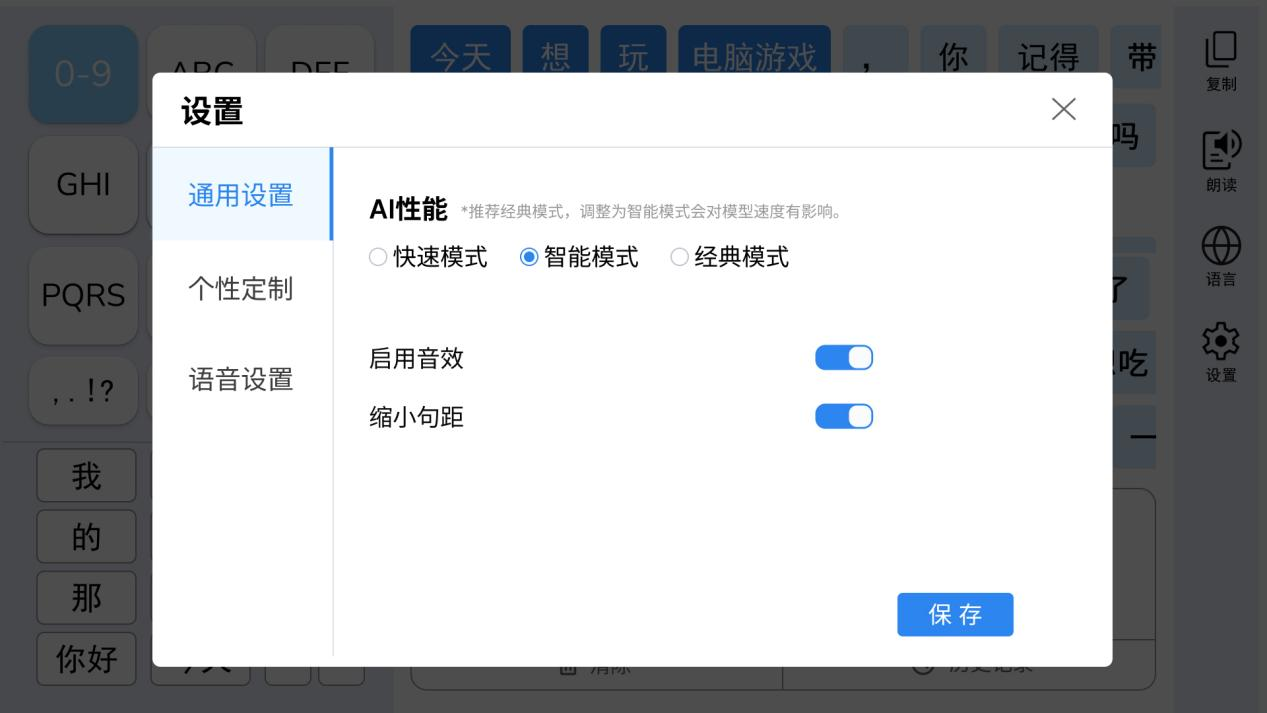 0-9
今天 想 玩 电脑游戏 , 你 记得 带
复制
设置
吗
朗读
GHI
通用设置
AI性能 *推荐经典模式，调整为智能模式会对模型速度有影响。
快速模式 智能模式 经典模式
语言
PQRS
个性定制
了
启用音效
设置
吃
, . !?
语音设置
缩小句距
一
我
的
那
保存
你好